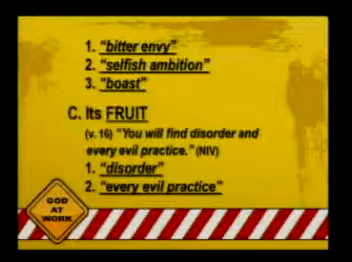 1. "bitter envy"
2. "selfish ambition"
3. "boast"
C. Its FRUIT
(v. 16) "You will find disorder and
every evil practice." (NIV)
1. "disorder"
2. "every evil practice"
GOD
AT
WORK